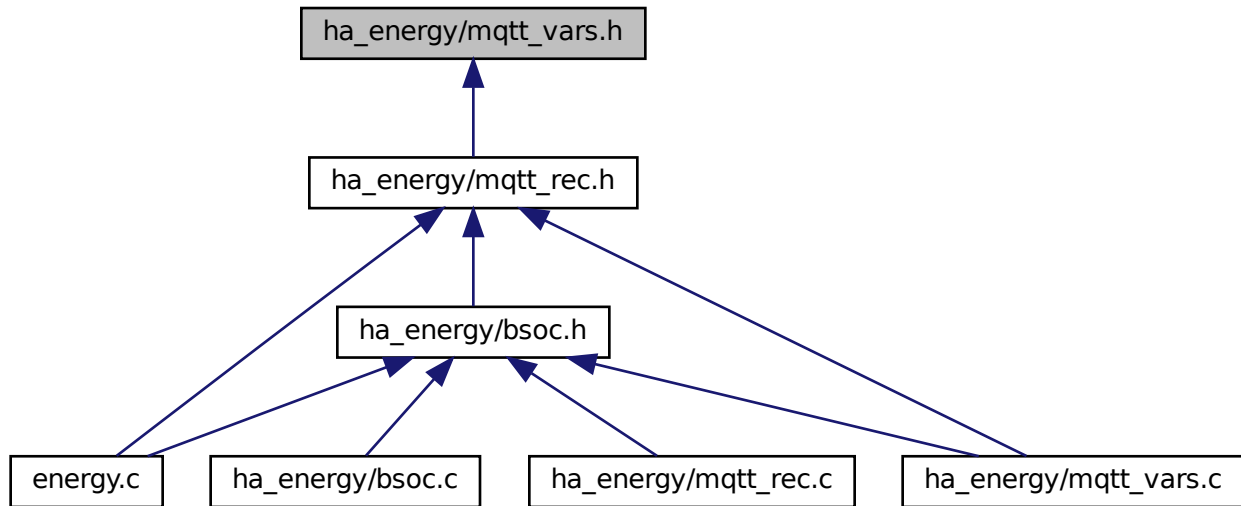 ha_energy/mqtt_vars.h
ha_energy/mqtt_rec.h
ha_energy/bsoc.h
energy.c
ha_energy/bsoc.c
ha_energy/mqtt_rec.c
ha_energy/mqtt_vars.c